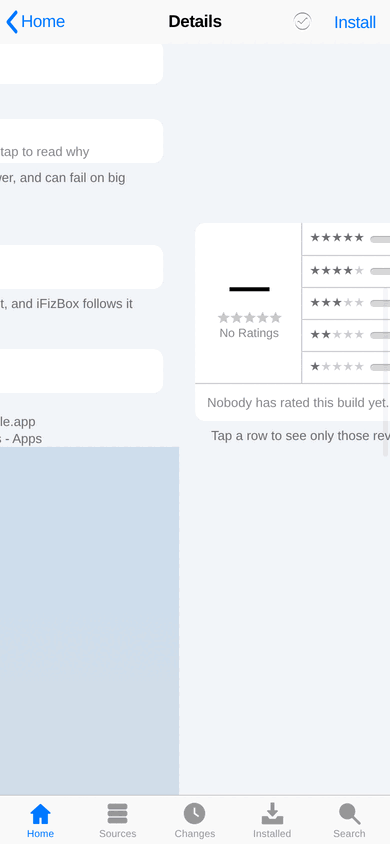 Home
Details
Install
tap to read why
er, and can fail on big
t, and iFizBox follows it
le.app
s - Apps
No Ratings
Nobody has rated this build yet.
Tap a row to see only those rev
Home
Sources
Changes
Installed
Search